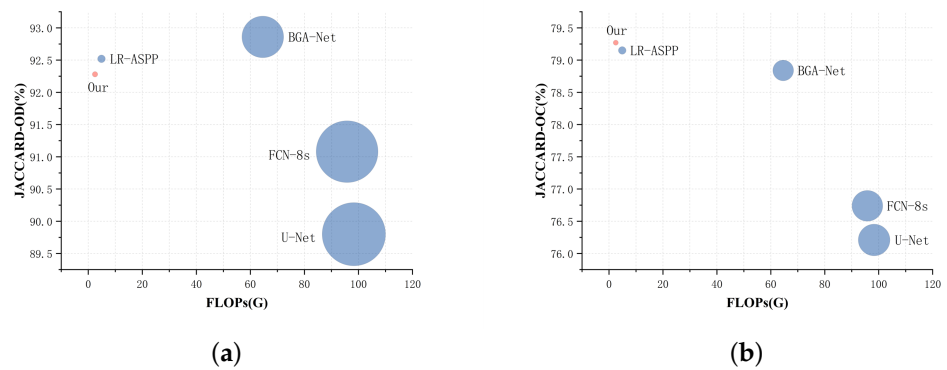 93.0
92.5
92.0
91.5
91.0
90.5
90.0
89.5
JACCARD-OD(%)
BGA-Net
LR-ASPP
Our
FCN-8s
U-Net
0 20 40 60 80 100 120
FLOPs(G)
(a)
79.5
79.0
78.5
78.0
77.5
77.0
76.5
76.0
JACCARD-OC(%)
Our
LR-ASPP
BGA-Net
FCN-8s
U-Net
0 20 40 60 80 100 120
FLOPs(G)
(b)